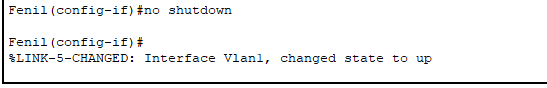 Fenil(config-if)#no shutdown
Fenil(config-if)#
%LINK-5-CHANGED: Interface Vlan1, changed state to up